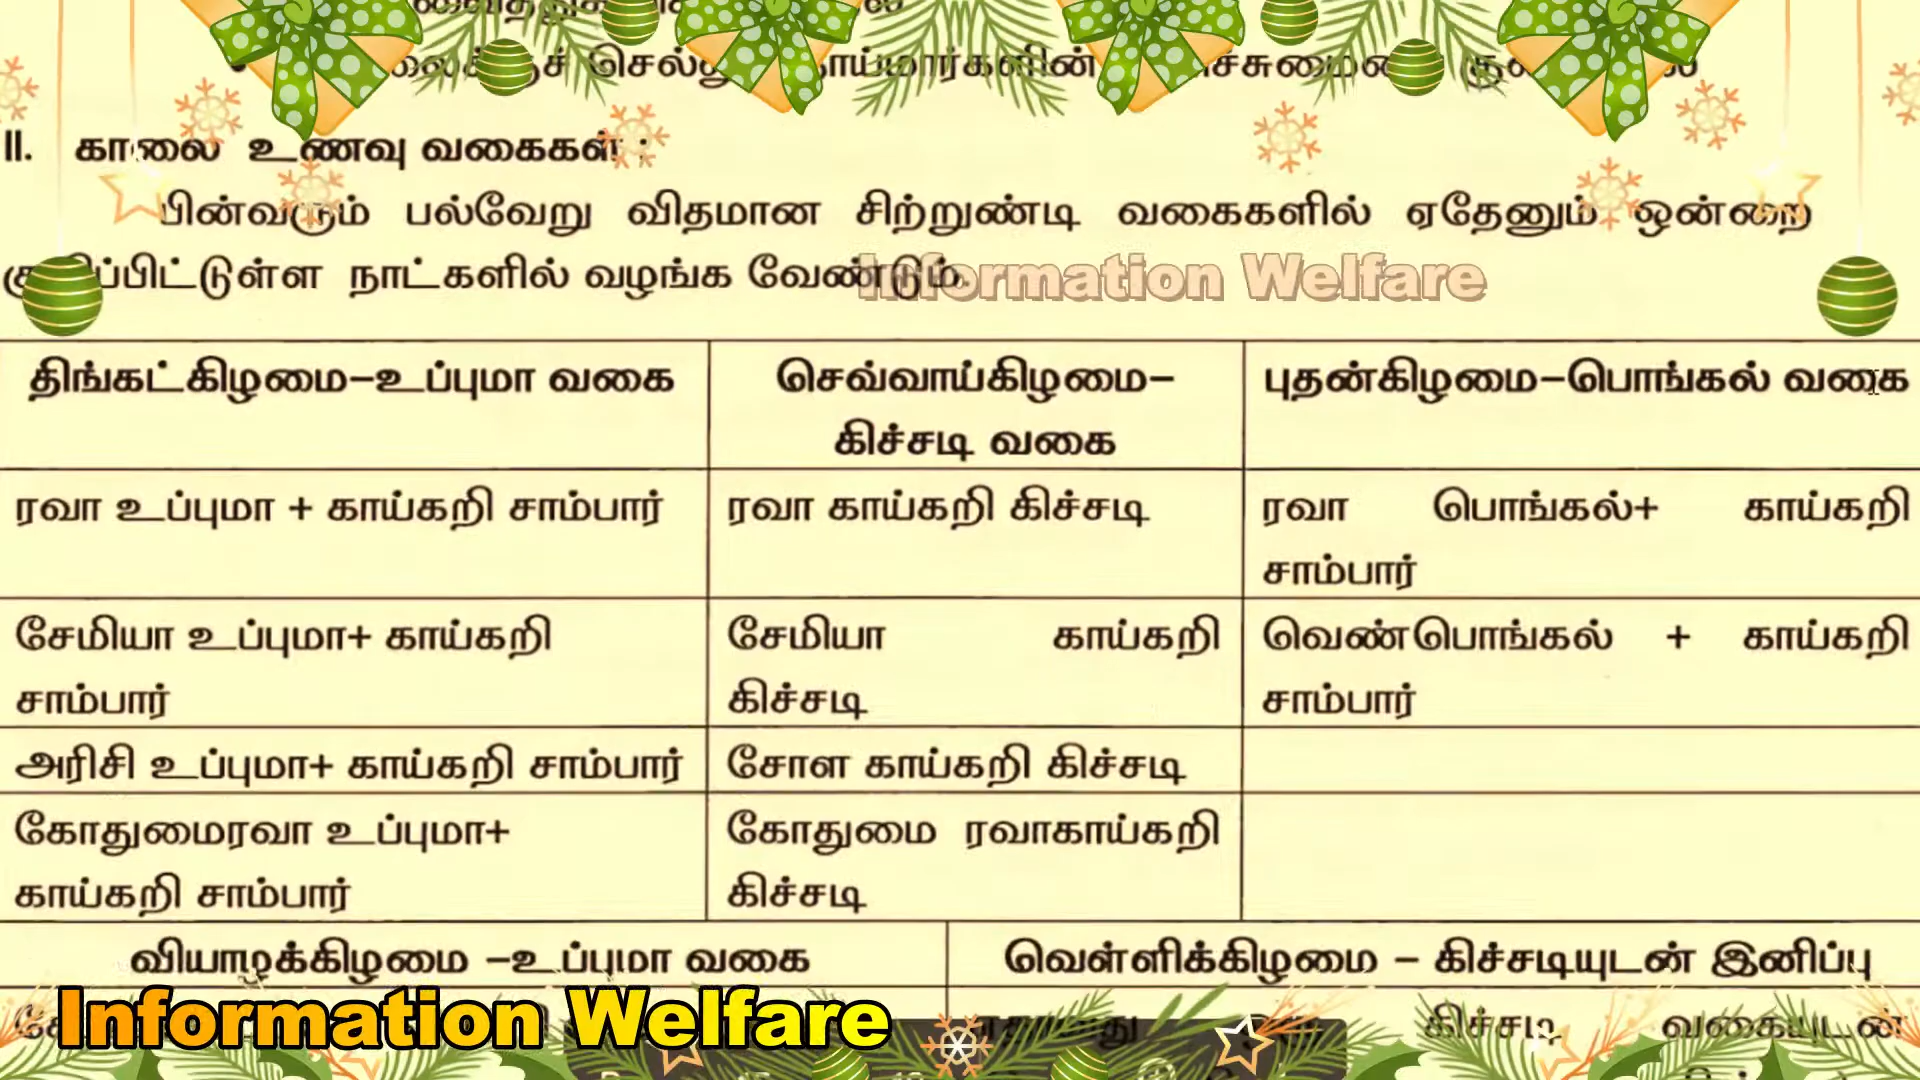 செல்லும்
II. காலை உணவு வகைகள் :
பின்வரும் பல்வேறு விதமான சிற்றுண்டி வகைகளில் ஏதேனும் ஒன்றை
குறிப்பிட்டுள்ள நாட்களில் வழங்க வேண்டும்.
Information Welfare
திங்கட்கிழமை-உப்புமா வகை
செவ்வாய்கிழமை-
கிச்சடி வகை
புதன்கிழமை-பொங்கல் வகை
ரவா உப்புமா + காய்கறி சாம்பார்
ரவா காய்கறி கிச்சடி
ரவா பொங்கல்+ காய்கறி
சாம்பார்
சேமியா உப்புமா+ காய்கறி
சாம்பார்
சேமியா காய்கறி
கிச்சடி
வெண்பொங்கல் + காய்கறி
சாம்பார்
அரிசி உப்புமா+ காய்கறி சாம்பார்
சோள காய்கறி கிச்சடி
கோதுமைரவா உப்புமா+
காய்கறி சாம்பார்
கோதுமை ரவாகாய்கறி
கிச்சடி
வியாழக்கிழமை -உப்புமா வகை
வெள்ளிக்கிழமை - கிச்சடியுடன் இனிப்பு
கிச்சடி வகையுடன்
Information Welfare